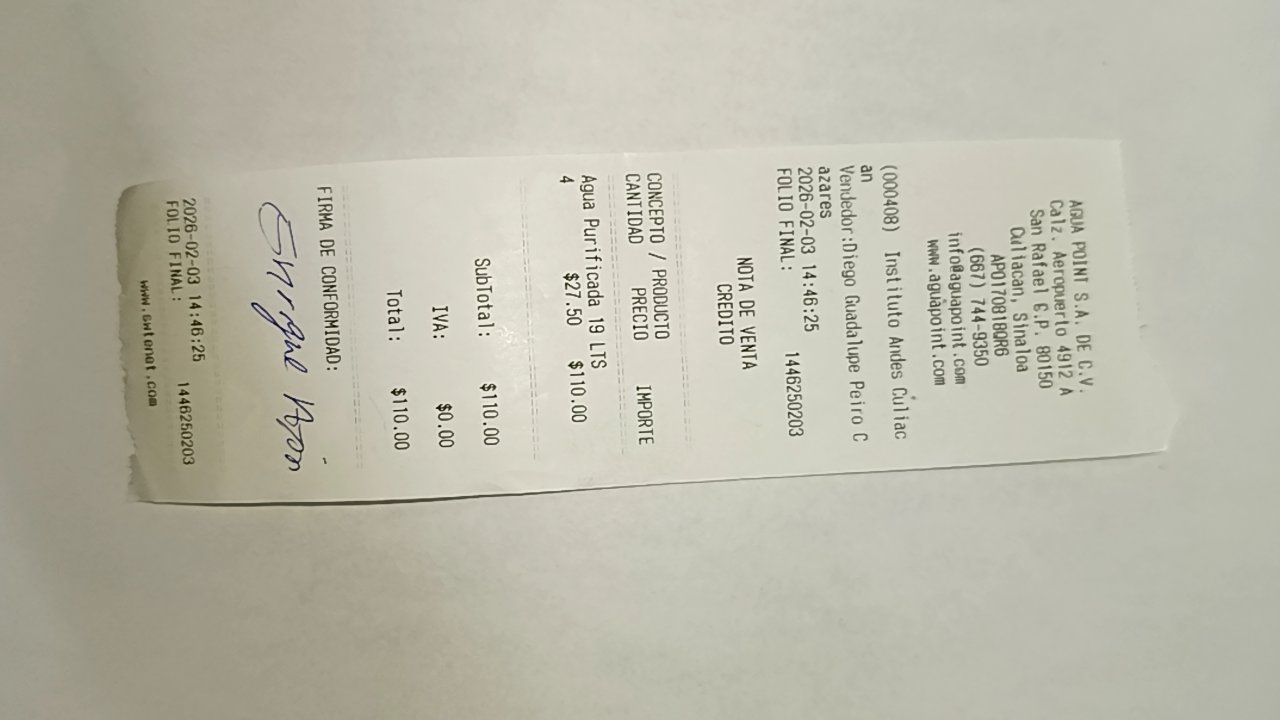 AGUA POINT S.A. DE C.V.
Calz. Aeropuerto 4912 A
San Rafael C.P. 80150
Culiacan, Sinaloa
APO170818QR6
(667) 744-9350
info@aguapoint.com
www.aguapoint.com
(000408) Instituto Andes Culiac
an
Vendedor:Diego Guadalupe Peiro C
azares
2026-02-03 14:46:25
FOLIO FINAL: 1446250203
NOTA DE VENTA
CREDITO
CONCEPTO / PRODUCTO
CANTIDAD PRECIO IMPORTE
Agua Purificada 19 LTS
4 $27.50 $110.00
SubTotal: $110.00
IVA: $0.00
Total: $110.00
FIRMA DE CONFORMIDAD:
2026-02-03 14:46:25
FOLIO FINAL: 1446250203
www.ewtenet.com